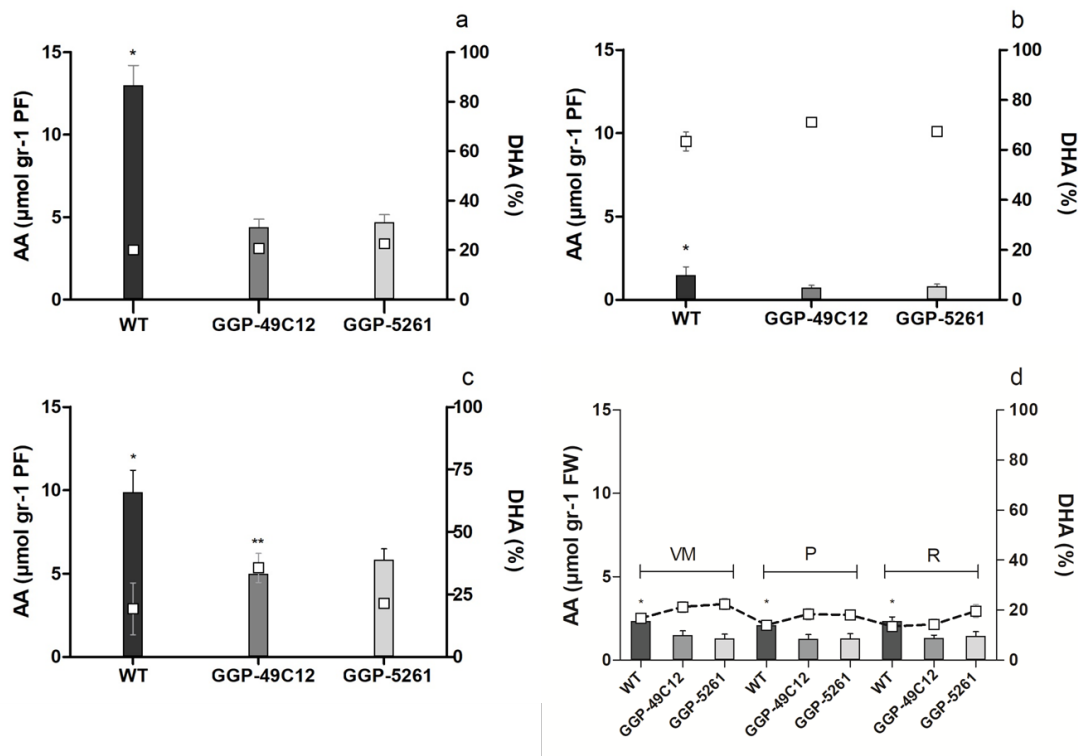 a
15
10
5
0
AA (µmol gr-1 PF)
*
100
80
60
40
20
0
DHA (%)
WT GGP-49C12 GGP-5261
b
15
10
5
0
AA (µmol gr-1 PF)
*
100
80
60
40
20
0
DHA (%)
WT GGP-49C12 GGP-5261
c
15
10
5
0
AA (µmol gr-1 PF)
*
**
100
75
50
25
0
DHA (%)
WT GGP-49C12 GGP-5261
d
15
10
5
0
AA (µmol gr-1 FW)
VM P R
* * *
100
80
60
40
20
0
DHA (%)
WT GGP-49C12 GGP-5261 WT GGP-49C12 GGP-5261 WT GGP-49C12 GGP-5261